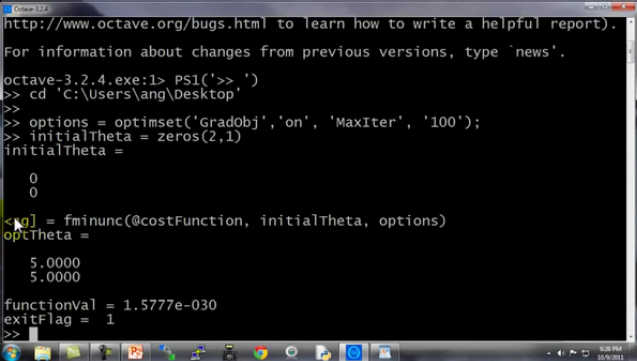 Octave-3.2.4
http://www.octave.org/bugs.html to learn how to write a helpful report).
For information about changes from previous versions, type `news'.
octave-3.2.4.exe:1> PS1('>> ')
>> cd 'C:\Users\ang\Desktop'
>>
>> options = optimset('GradObj','on', 'MaxIter', '100');
>> initialTheta = zeros(2,1)
initialTheta =
0
0
] = fminunc(@costFunction, initialTheta, options)
optTheta =
5.0000
5.0000
functionVal = 1.5777e-030
exitFlag = 1
>>
6:26 PM
10/9/2011